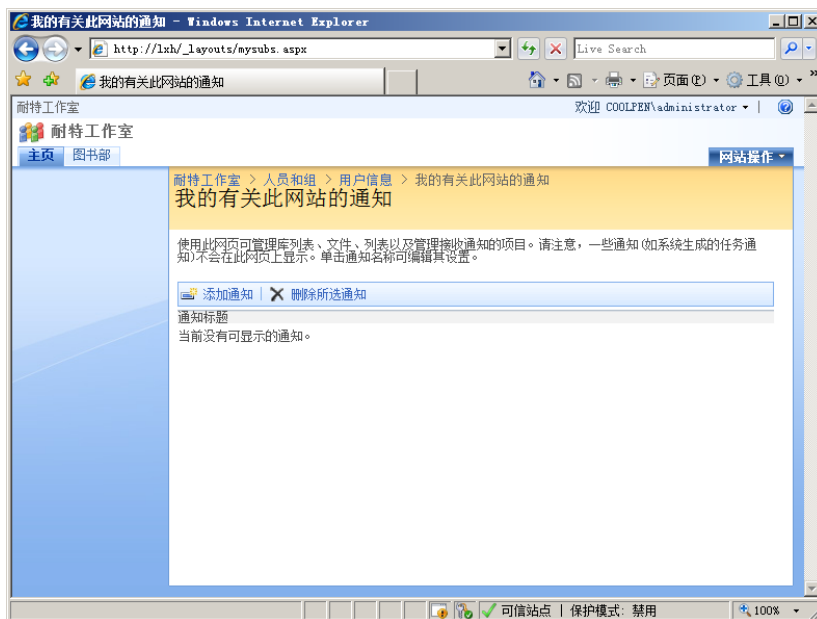 我的有关此网站的通知 - Windows Internet Explorer
http://lxh/_layouts/mysubs.aspx
Live Search
我的有关此网站的通知
页面(P)
工具(O)
»
耐特工作室
欢迎 COOLPEN\administrator
耐特工作室
主页
图书部
网站操作
耐特工作室 > 人员和组 > 用户信息 > 我的有关此网站的通知
我的有关此网站的通知
使用此网页可管理库列表、文件、列表以及管理接收通知的项目。请注意，一些通知(如系统生成的任务通
知)不会在此网页上显示。单击通知名称可编辑其设置。
添加通知 | 删除所选通知
通知标题
当前没有可显示的通知。
可信站点 | 保护模式: 禁用
100%